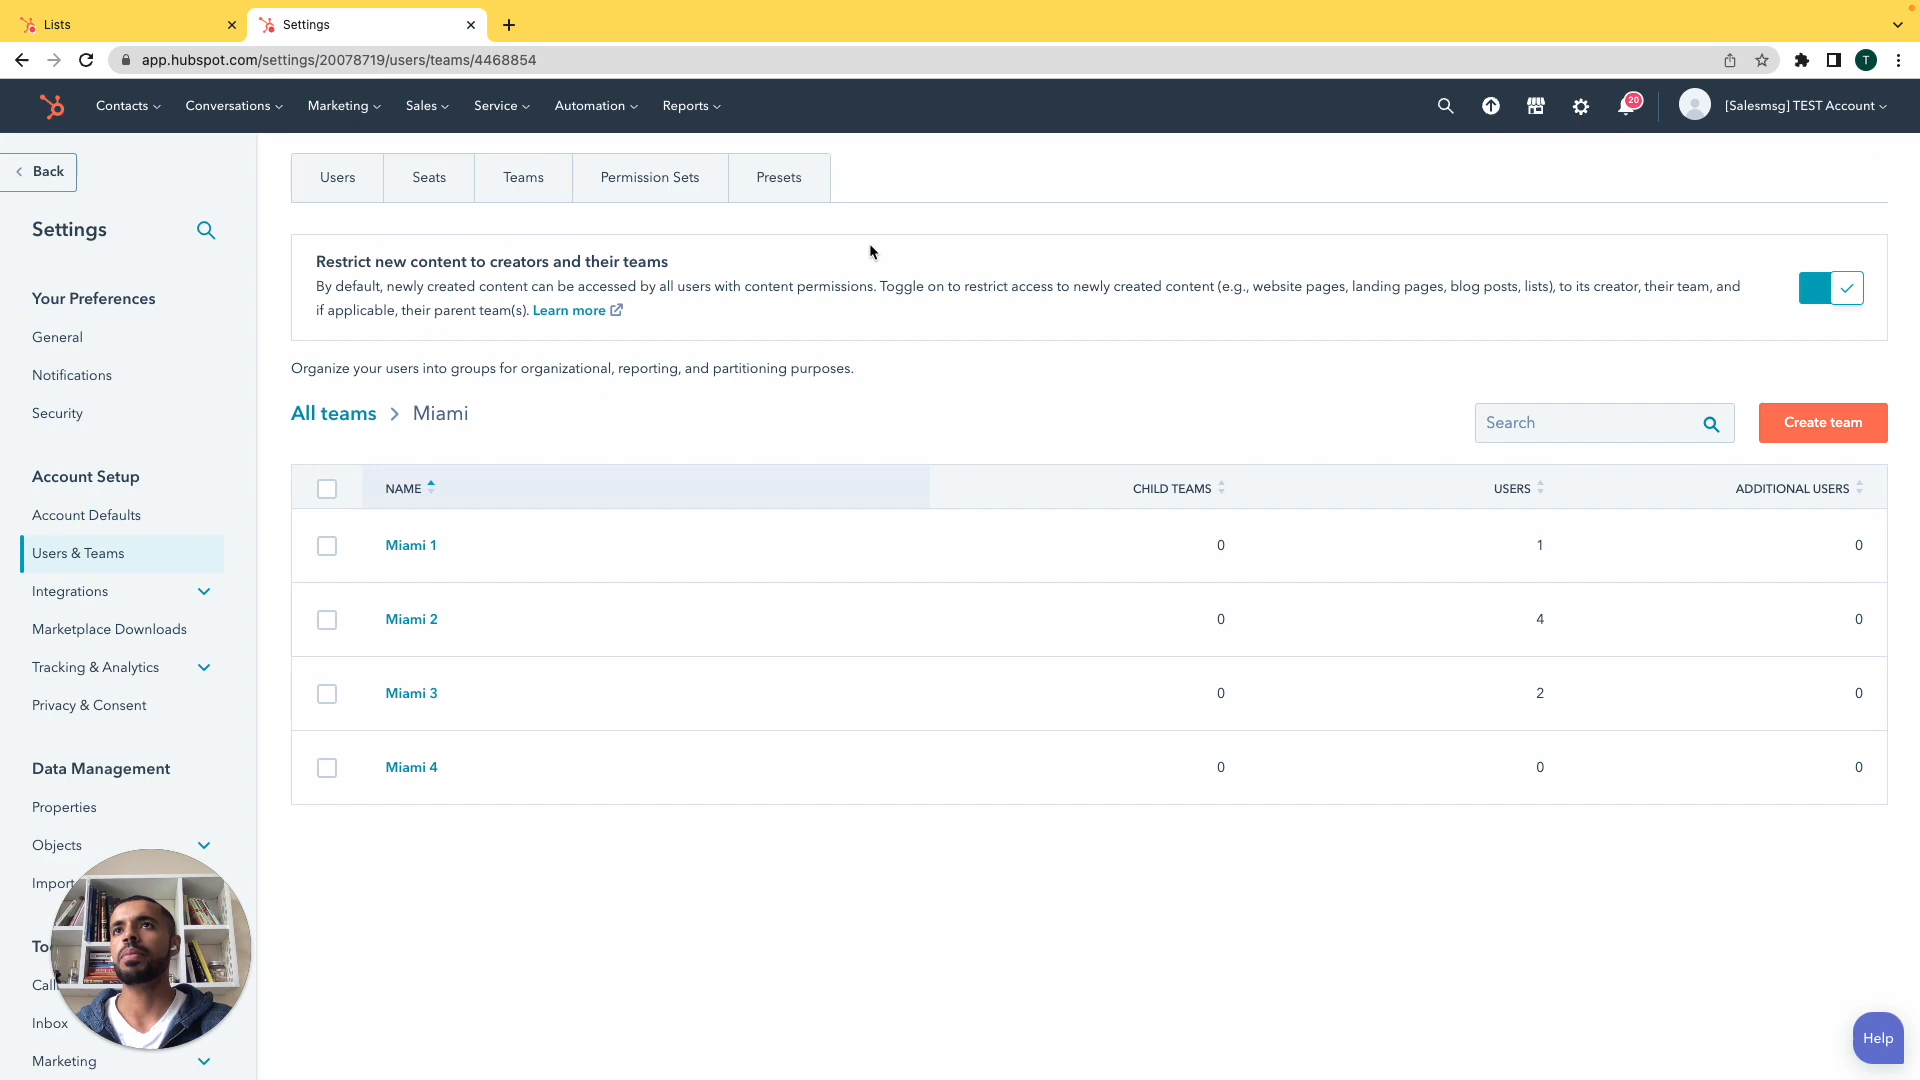 Lists
Settings
app.hubspot.com/settings/20078719/users/teams/4468854
T
Contacts
Conversations
Marketing
Sales
Service
Automation
Reports
20
[Salesmsg] TEST Account
Back
Settings
Your Preferences
General
Notifications
Security
Account Setup
Account Defaults
Users & Teams
Integrations
Marketplace Downloads
Tracking & Analytics
Privacy & Consent
Data Management
Properties
Objects
Import
To
Call
Inbox
Marketing
Users
Seats
Teams
Permission Sets
Presets
Restrict new content to creators and their teams
By default, newly created content can be accessed by all users with content permissions. Toggle on to restrict access to newly created content (e.g., website pages, landing pages, blog posts, lists), to its creator, their team, and
if applicable, their parent team(s). Learn more
Organize your users into groups for organizational, reporting, and partitioning purposes.
All teams > Miami
Search
Create team
NAME CHILD TEAMS USERS ADDITIONAL USERS
Miami 1 0 1 0
Miami 2 0 4 0
Miami 3 0 2 0
Miami 4 0 0 0
Help